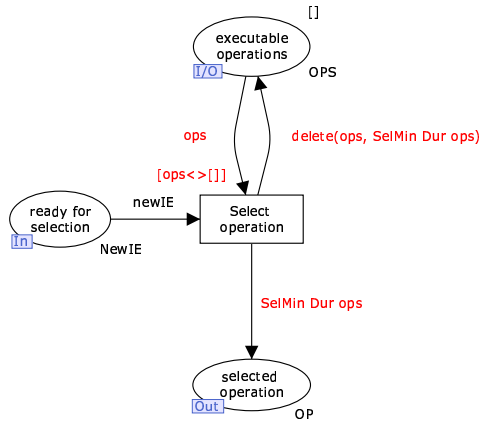 []
executable
operations
I/O
OPS
ops
delete(ops, SelMin Dur ops)
[ops<>[]]
newIE
ready for
selection
In
NewIE
Select
operation
SelMin Dur ops
selected
operation
Out
OP